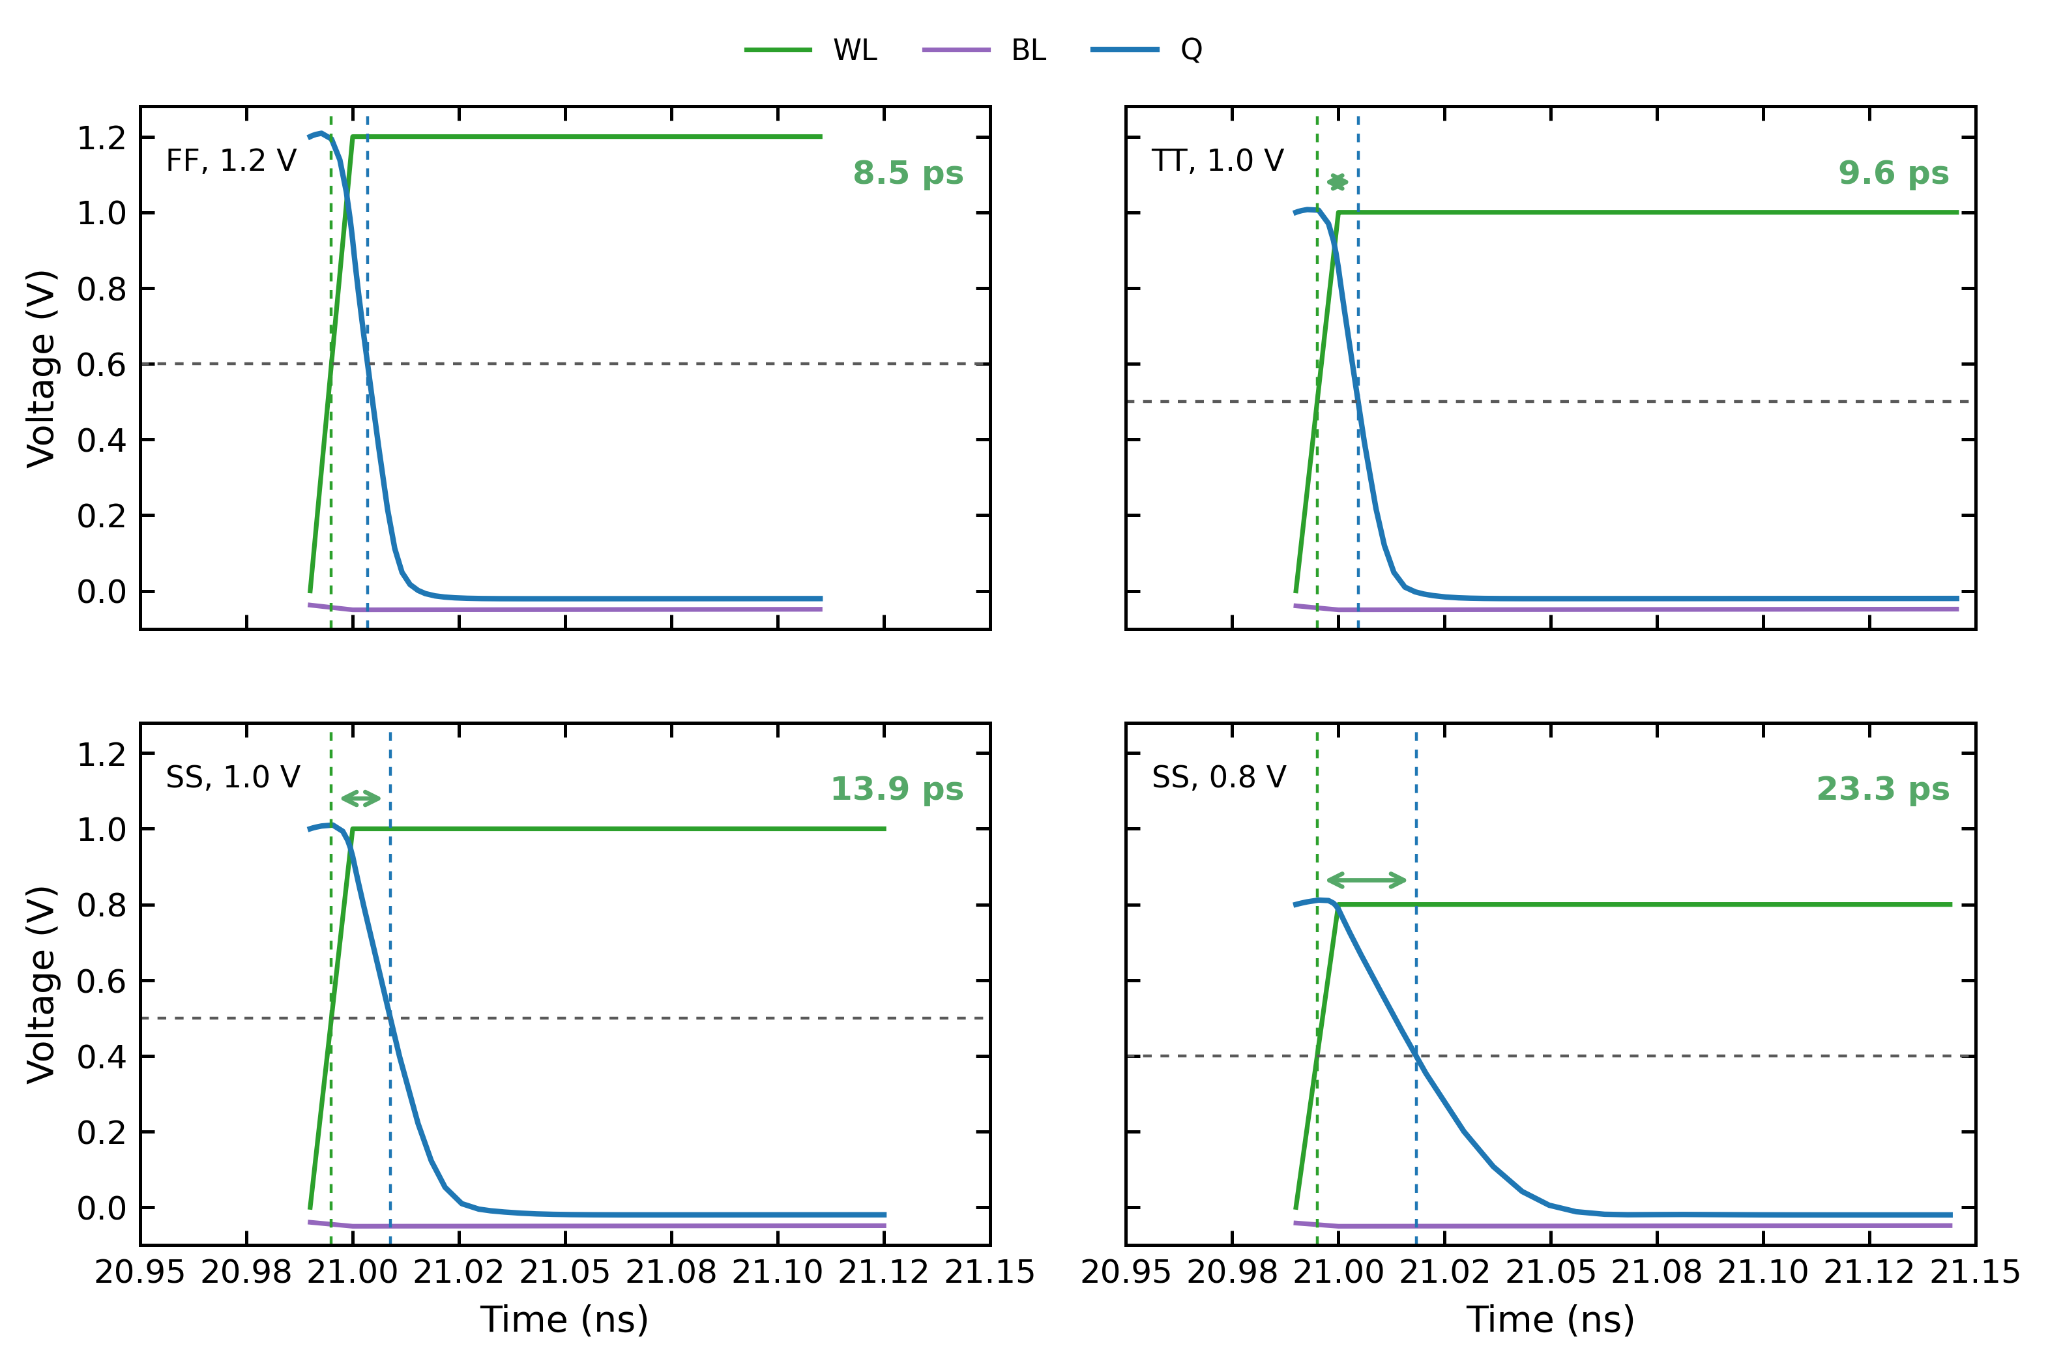 WL BL Q
FF, 1.2 V
8.5 ps
Voltage (V)
1.2
1.0
0.8
0.6
0.4
0.2
0.0
TT, 1.0 V
9.6 ps
SS, 1.0 V
13.9 ps
Voltage (V)
1.2
1.0
0.8
0.6
0.4
0.2
0.0
20.95 20.98 21.00 21.02 21.05 21.08 21.10 21.12 21.15
Time (ns)
SS, 0.8 V
23.3 ps
20.95 20.98 21.00 21.02 21.05 21.08 21.10 21.12 21.15
Time (ns)